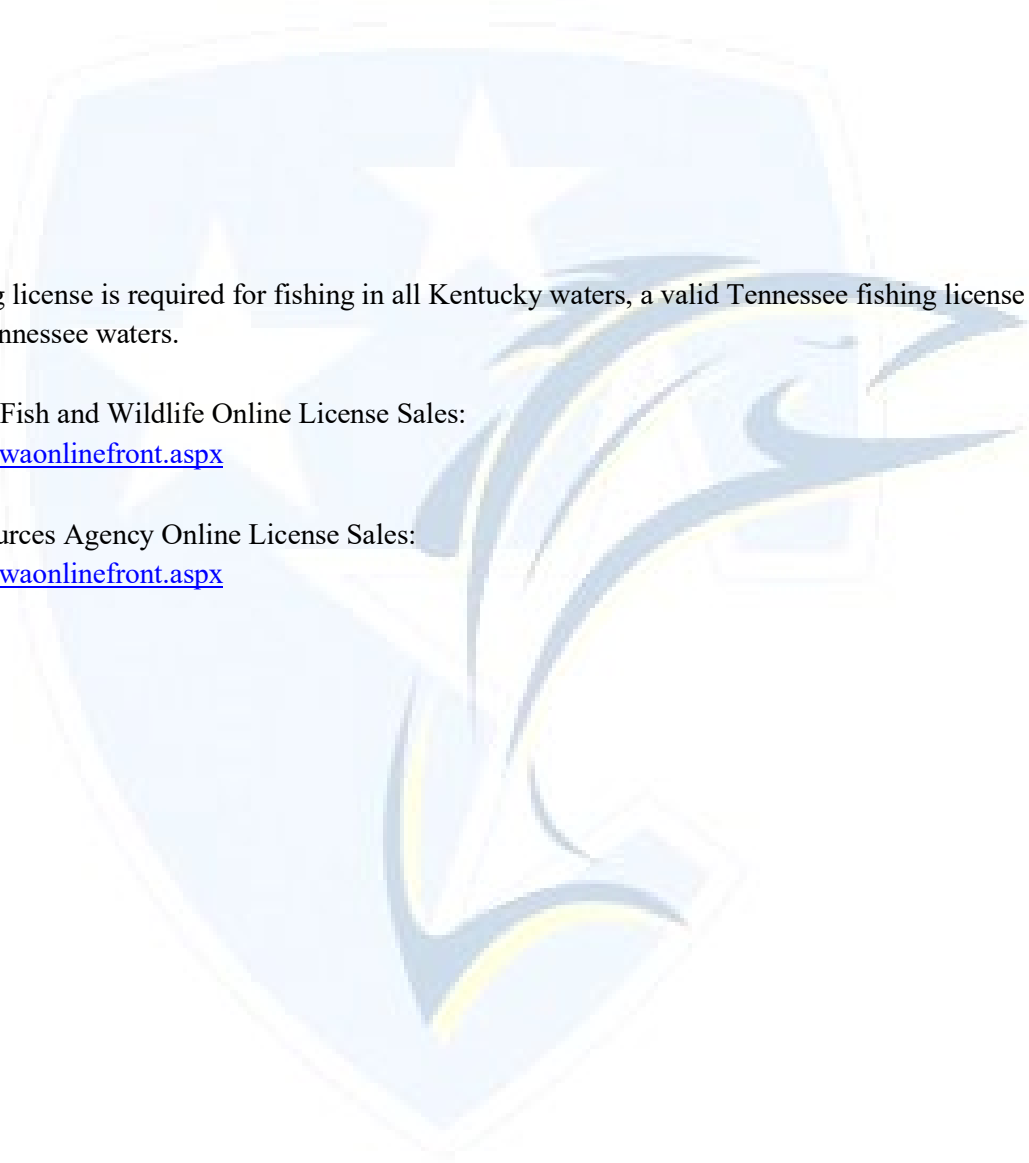 g license is required for fishing in all Kentucky waters, a valid Tennessee fishing license
nnessee waters.
Fish and Wildlife Online License Sales:
waonlinefront.aspx
urces Agency Online License Sales:
waonlinefront.aspx